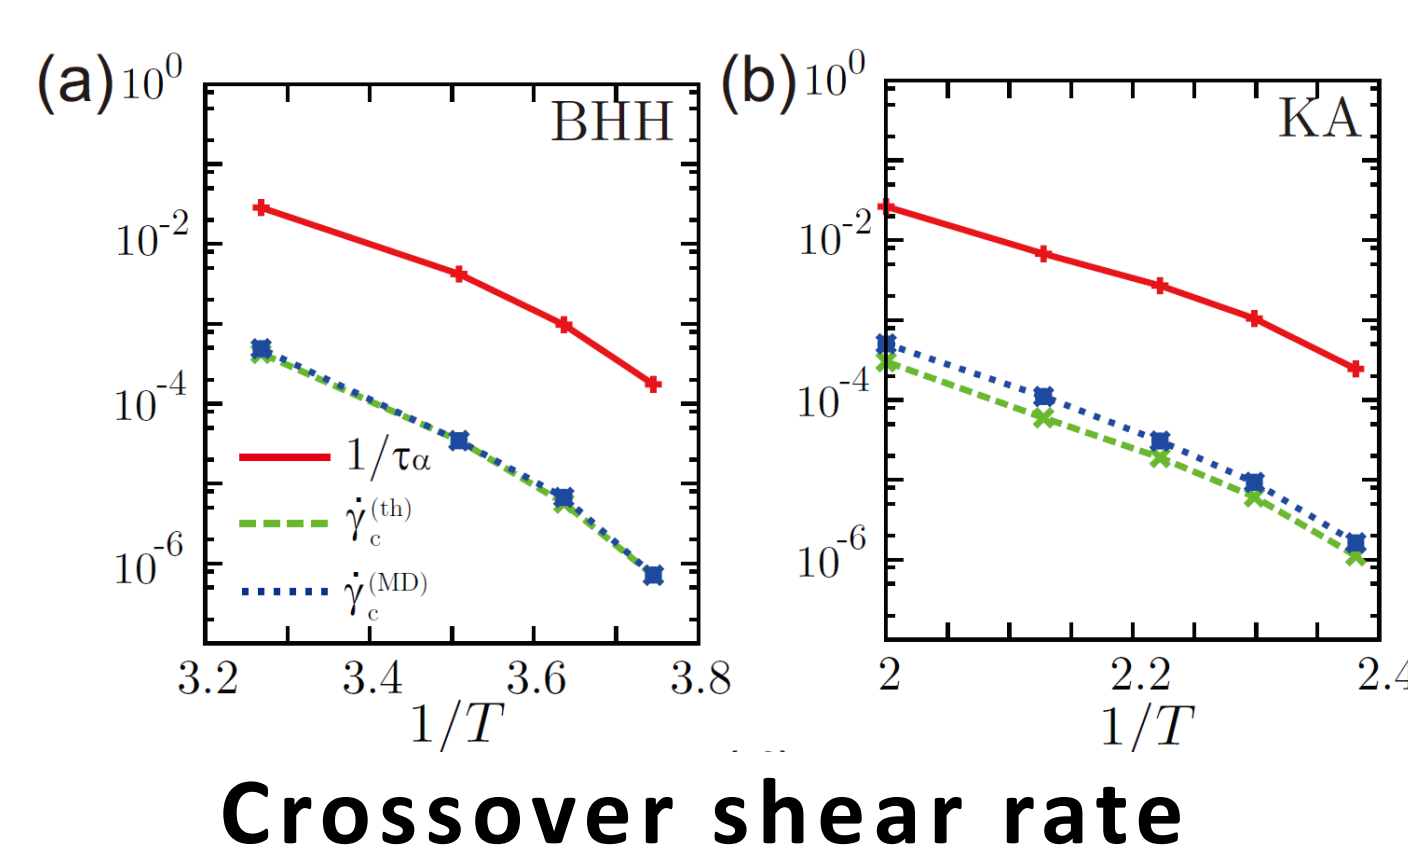 (a)
10^0
BHH
10^-2
10^-4
10^-6
1/τα
γ̇c^(th)
γ̇c^(MD)
3.2 3.4 3.6 3.8
1/T
(b)
10^0
KA
10^-2
10^-4
10^-6
2 2.2 2.4
1/T
Crossover shear rate